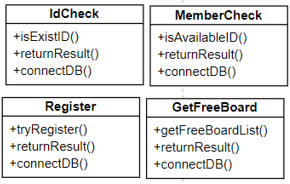 IdCheck
+isExistID()
+returnResult()
+connectDB()
MemberCheck
+isAvailableID()
+returnResult()
+connectDB()
Register
+tryRegister()
+returnResult()
+connectDB()
GetFreeBoard
+getFreeBoardList()
+returnResult()
+connectDB()